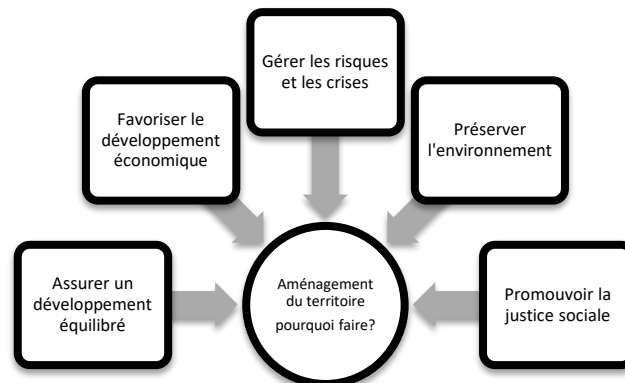 Gérer les risques
et les crises
Favoriser le
développement
économique
Préserver
l'environnement
Assurer un
développement
équilibré
Aménagement
du territoire
pourquoi faire?
Promouvoir la
justice sociale